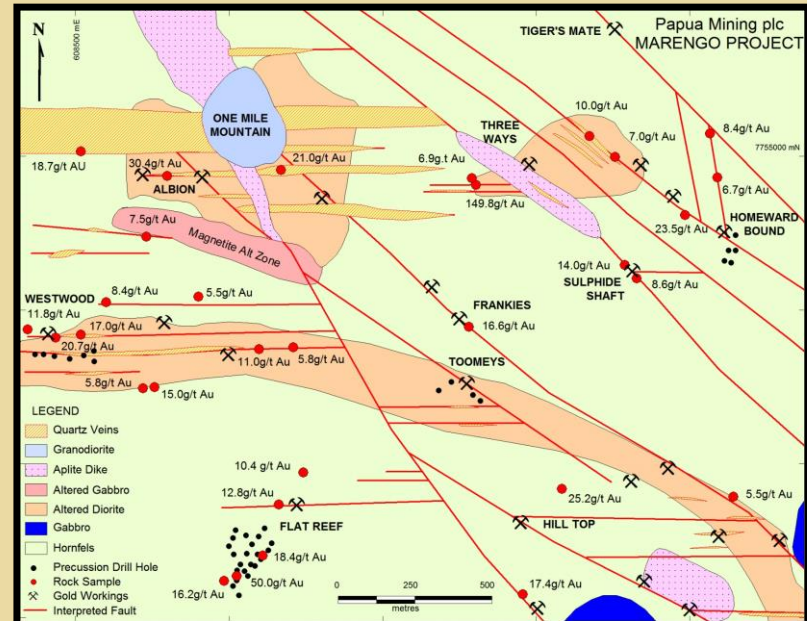 Papua Mining plc
MARENGO PROJECT
N
608500 mE
TIGER'S MATE
10.0g/t Au
7.0g/t Au
8.4g/t Au
7755000 mN
ONE MILE
MOUNTAIN
THREE
WAYS
18.7g/t AU
30.4g/t Au
21.0g/t Au
6.9g.t Au
6.7g/t Au
ALBION
149.8g/t Au
23.5g/t Au
HOMEWARD
BOUND
7.5g/t Au
Magnetite Alt Zone
14.0g/t Au
SULPHIDE
SHAFT
8.6g/t Au
8.4g/t Au
5.5g/t Au
WESTWOOD
FRANKIES
11.8g/t Au
17.0g/t Au
16.6g/t Au
20.7g/t Au
11.0g/t Au
5.8g/t Au
TOOMEYS
5.8g/t Au
15.0g/t Au
LEGEND
Quartz Veins
Granodiorite
Aplite Dike
Altered Gabbro
Altered Diorite
Gabbro
Hornfels
Percussion Drill Hole
Rock Sample
Gold Workings
Interpreted Fault
10.4 g/t Au
12.8g/t Au
25.2g/t Au
5.5g/t Au
FLAT REEF
HILL TOP
18.4g/t Au
50.0g/t Au
16.2g/t Au
17.4g/t Au
0 250 500
metres